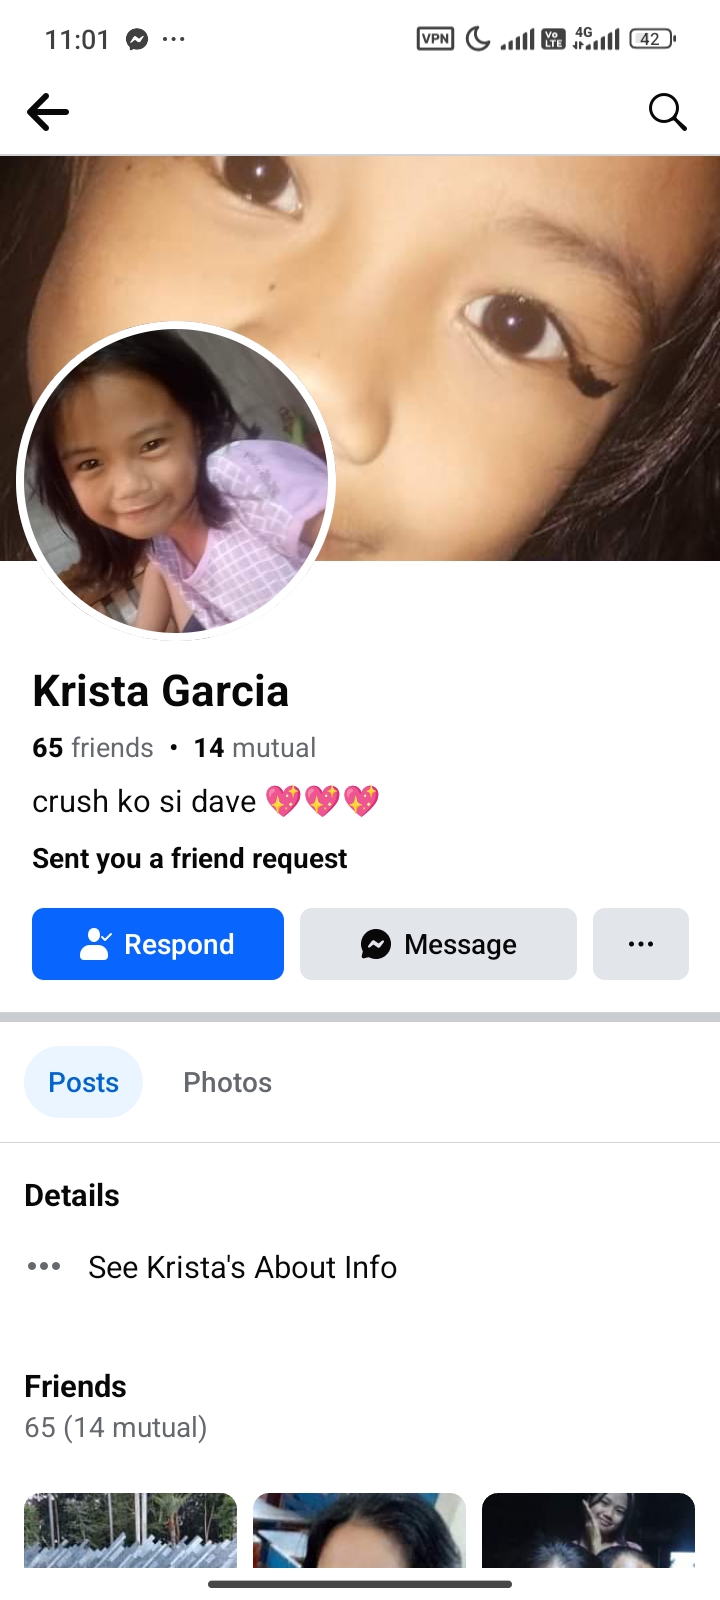 11:01
VPN
Vo LTE
4G
42
Krista Garcia
65 friends • 14 mutual
crush ko si dave 💖💖💖
Sent you a friend request
Respond
Message
Posts
Photos
Details
See Krista's About Info
Friends
65 (14 mutual)